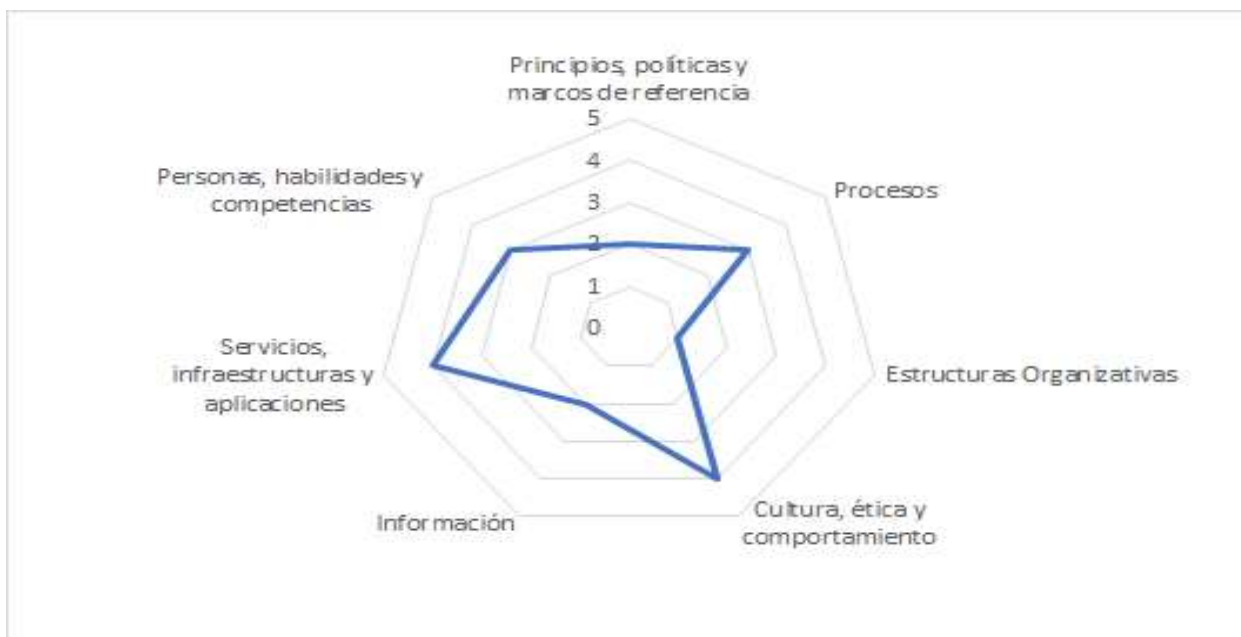 Principios, políticas y
marcos de referencia
5
4
3
2
1
0
Procesos
Estructuras Organizativas
Cultura, ética y
comportamiento
Información
Servicios,
infraestructuras y
aplicaciones
Personas, habilidades y
competencias